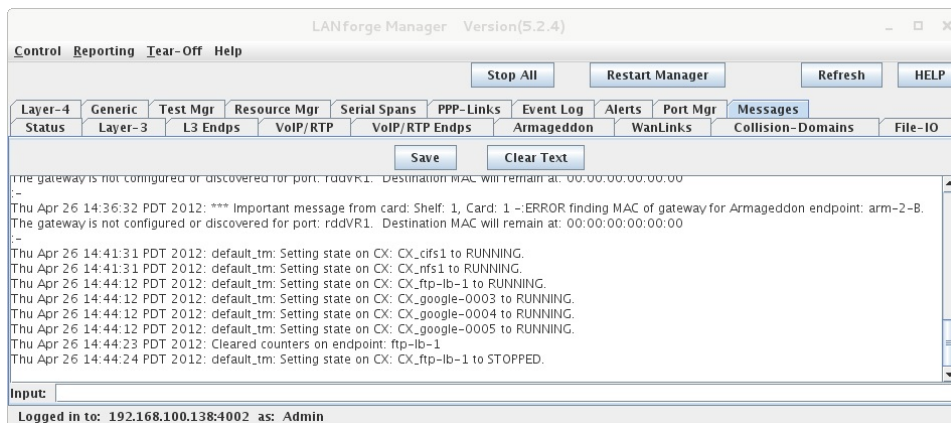 LANforge Manager Version(5.2.4)
Control Reporting Tear-Off Help
Stop All Restart Manager Refresh HELP
Layer-4 Generic Test Mgr Resource Mgr Serial Spans PPP-Links Event Log Alerts Port Mgr Messages
Status Layer-3 L3 Endps VoIP/RTP VoIP/RTP Endps Armageddon WanLinks Collision-Domains File-IO
Save Clear Text
The gateway is not configured or discovered for port: rddVR1. Destination MAC will remain at: 00:00:00:00:00:00
:-
Thu Apr 26 14:36:32 PDT 2012: *** Important message from card: Shelf: 1, Card: 1 -:ERROR finding MAC of gateway for Armageddon endpoint: arm-2-B.
The gateway is not configured or discovered for port: rddVR1. Destination MAC will remain at: 00:00:00:00:00:00
:-
Thu Apr 26 14:41:31 PDT 2012: default_tm: Setting state on CX: CX_cifs1 to RUNNING.
Thu Apr 26 14:41:31 PDT 2012: default_tm: Setting state on CX: CX_nfs1 to RUNNING.
Thu Apr 26 14:44:12 PDT 2012: default_tm: Setting state on CX: CX_ftp-lb-1 to RUNNING.
Thu Apr 26 14:44:12 PDT 2012: default_tm: Setting state on CX: CX_google-0003 to RUNNING.
Thu Apr 26 14:44:12 PDT 2012: default_tm: Setting state on CX: CX_google-0004 to RUNNING.
Thu Apr 26 14:44:12 PDT 2012: default_tm: Setting state on CX: CX_google-0005 to RUNNING.
Thu Apr 26 14:44:23 PDT 2012: Cleared counters on endpoint: ftp-lb-1
Thu Apr 26 14:44:24 PDT 2012: default_tm: Setting state on CX: CX_ftp-lb-1 to STOPPED.
Input:
Logged in to: 192.168.100.138:4002 as: Admin